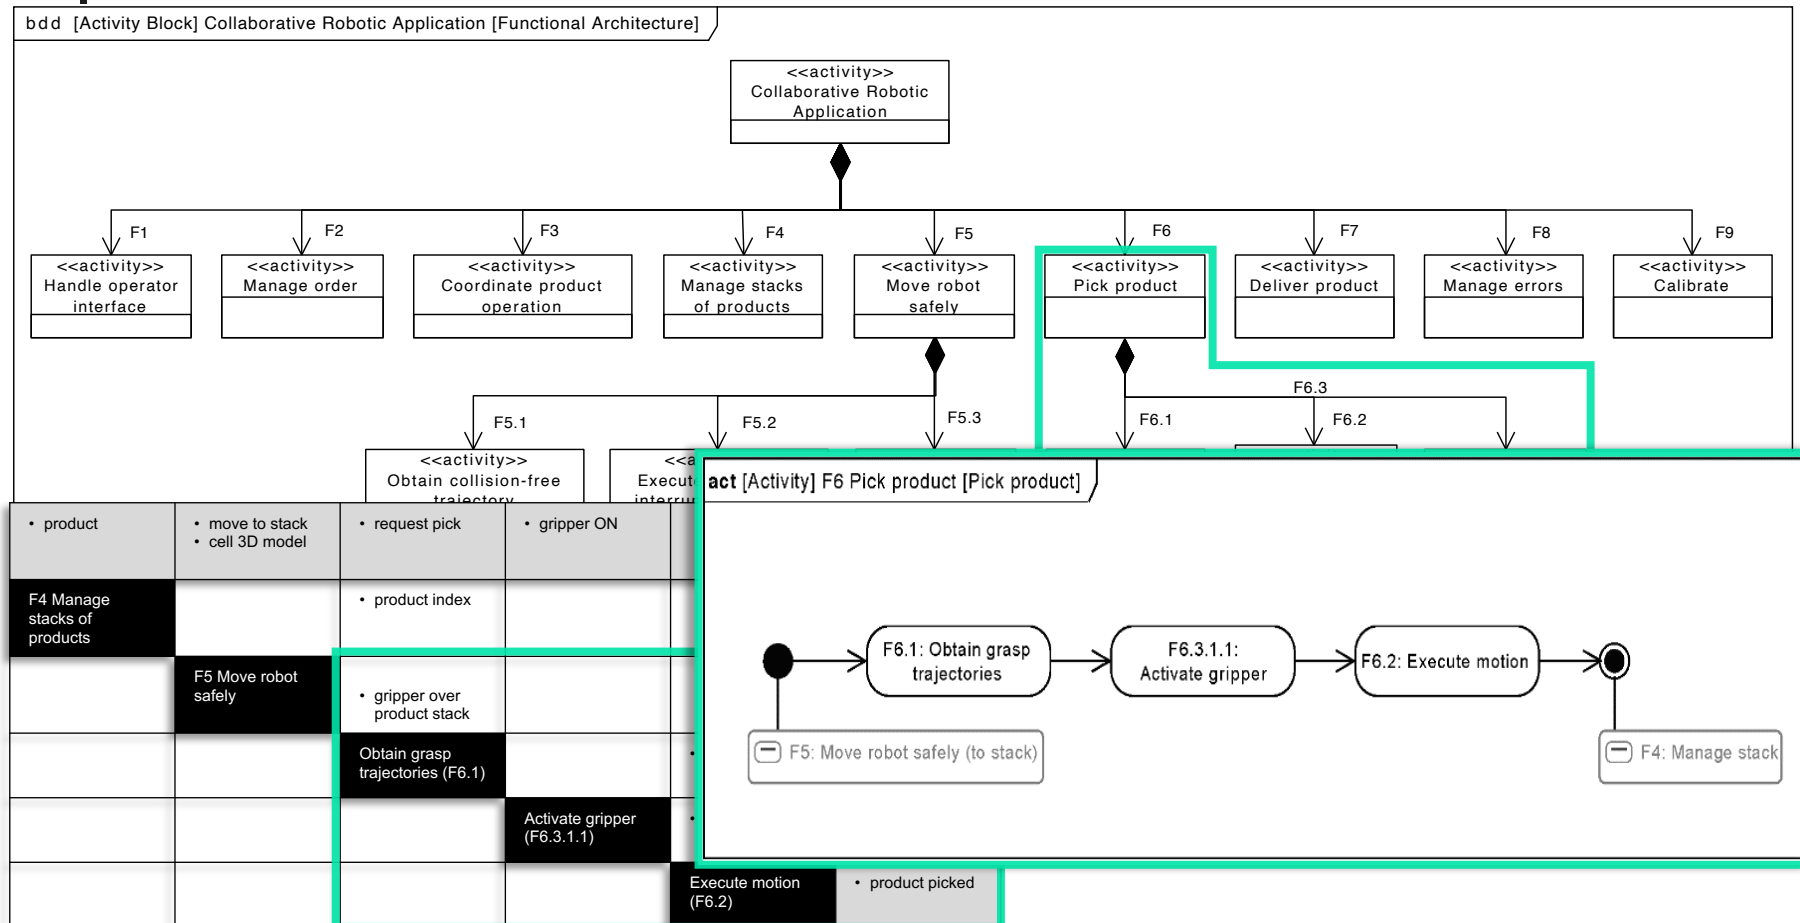 bdd [Activity Block] Collaborative Robotic Application [Functional Architecture]
<<activity>>
Collaborative Robotic
Application
F1
F2
F3
F4
F5
F6
F7
F8
F9
<<activity>>
Handle operator
interface
<<activity>>
Manage order
<<activity>>
Coordinate product
operation
<<activity>>
Manage stacks
of products
<<activity>>
Move robot
safely
<<activity>>
Pick product
<<activity>>
Deliver product
<<activity>>
Manage errors
<<activity>>
Calibrate
F5.1
F5.2
F5.3
F6.1
F6.2
F6.3
<<activity>>
Obtain collision-free
trajectory
<<a
Execute
interru
act [Activity] F6 Pick product [Pick product]
F6.1: Obtain grasp
trajectories
F6.3.1.1:
Activate gripper
F6.2: Execute motion
F5: Move robot safely (to stack)
F4: Manage stack
• product
• move to stack
• cell 3D model
• request pick
• gripper ON
F4 Manage
stacks of
products
• product index
F5 Move robot
safely
• gripper over
product stack
Obtain grasp
trajectories (F6.1)
Activate gripper
(F6.3.1.1)
Execute motion
(F6.2)
• product picked